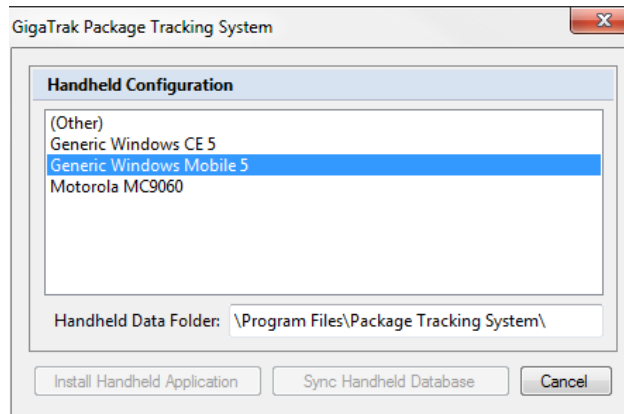 GigaTrak Package Tracking System
Handheld Configuration
(Other)
Generic Windows CE 5
Generic Windows Mobile 5
Motorola MC9060
Handheld Data Folder: \Program Files\Package Tracking System\
Install Handheld Application Sync Handheld Database Cancel